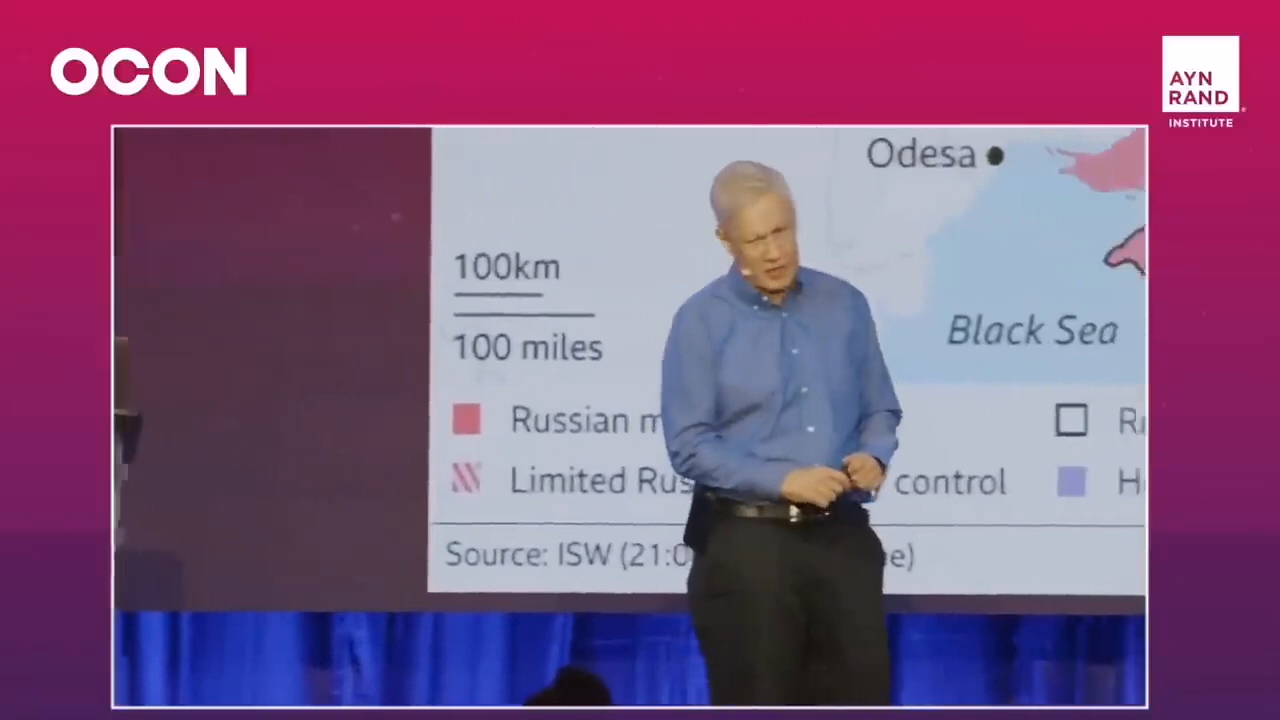 OCON
AYN
RAND
INSTITUTE
Odesa
100km
Black Sea
100 miles
Russian
Limited Rus
control
Source: ISW (21:0